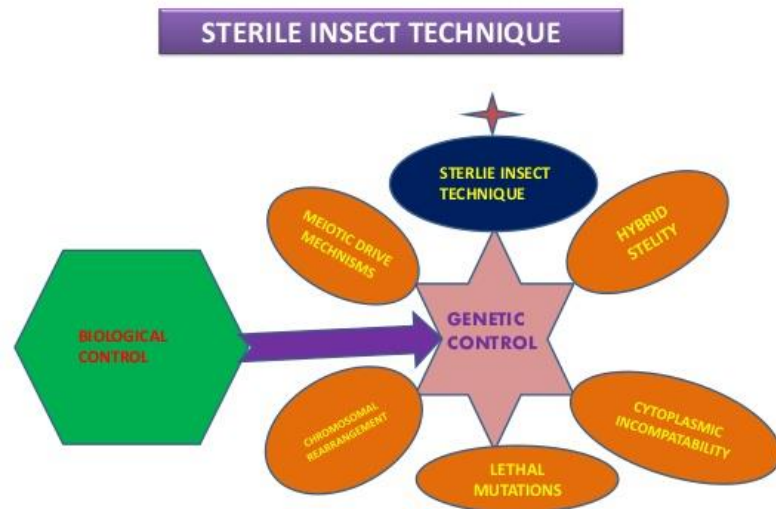 STERILE INSECT TECHNIQUE
STERLIE INSECT
TECHNIQUE
MEIOTIC DRIVE
MECHNISMS
HYBRID
STELITY
BIOLOGICAL
CONTROL
GENETIC
CONTROL
CHROMOSOMAL
REARRANGEMENT
CYTOPLASMIC
INCOMPATABILITY
LETHAL
MUTATIONS